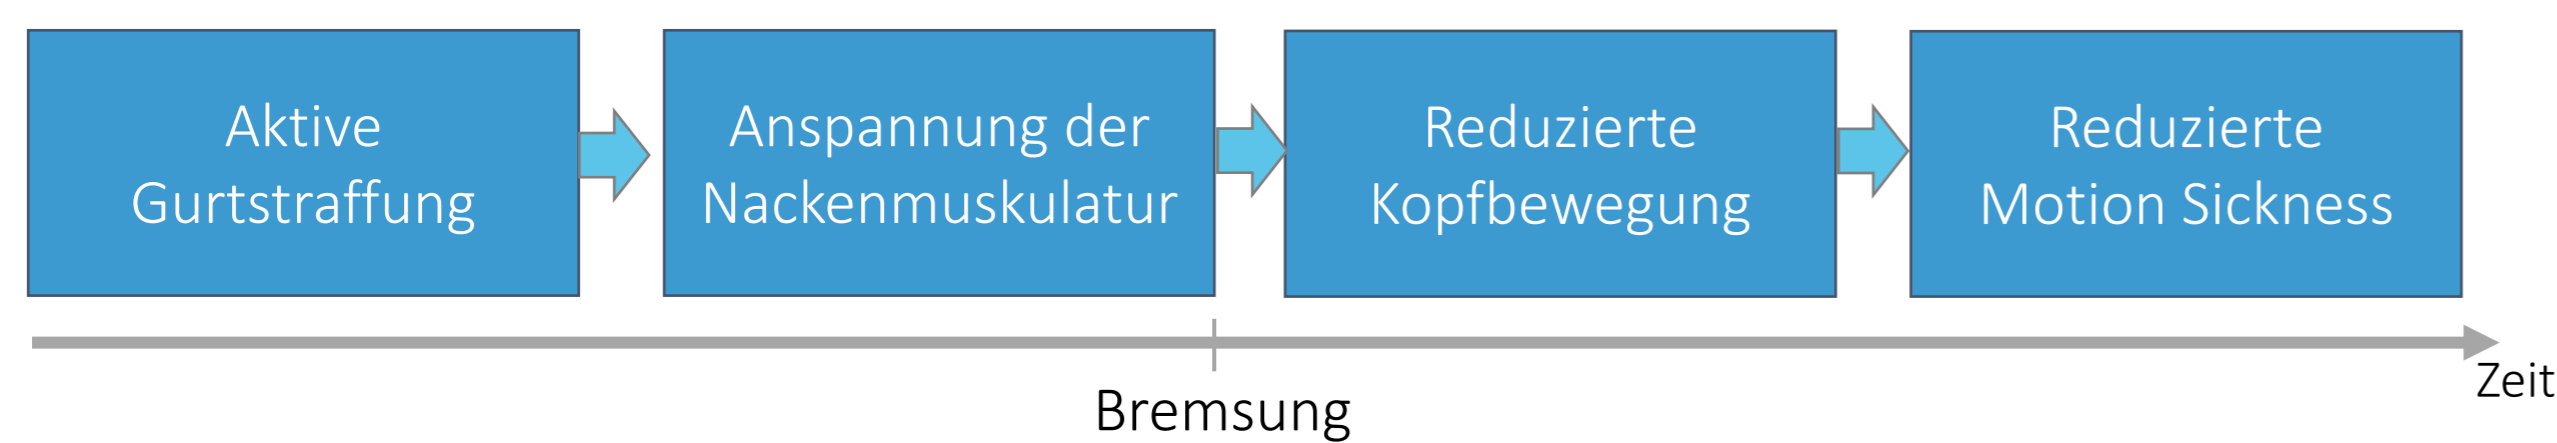 Aktive
Gurtstraffung
Anspannung der
Nackenmuskulatur
Reduzierte
Kopfbewegung
Reduzierte
Motion Sickness
Bremsung
Zeit